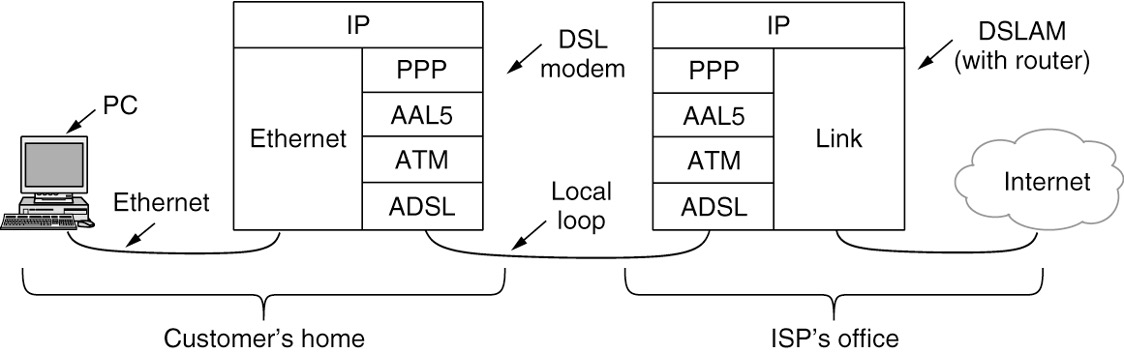 PC
Ethernet
IP
Ethernet
PPP
AAL5
ATM
ADSL
DSL
modem
Local
loop
IP
PPP
AAL5
ATM
ADSL
Link
DSLAM
(with router)
Internet
Customer’s home
ISP’s office